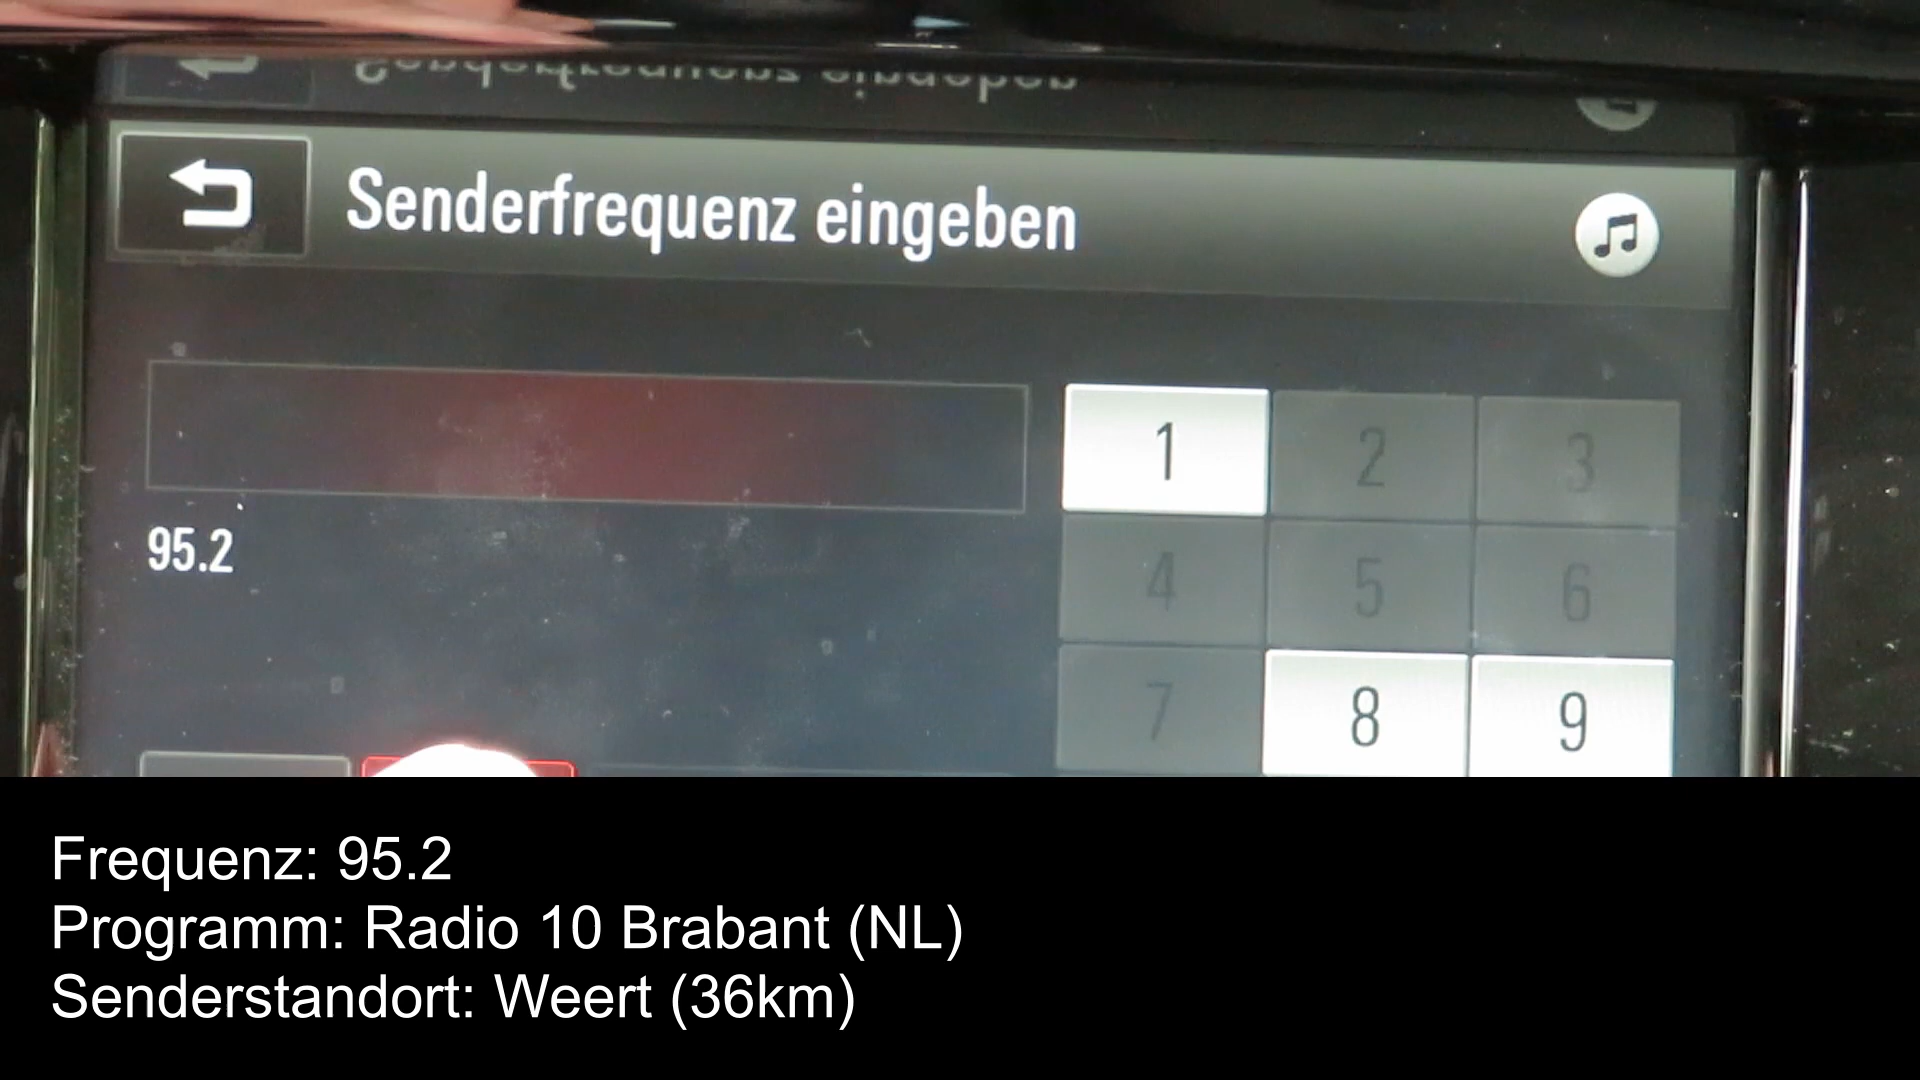 Senderfrequenz eingeben
1 2 3
95.2
4 5 6
7 8 9
Frequenz: 95.2
Programm: Radio 10 Brabant (NL)
Senderstandort: Weert (36km)